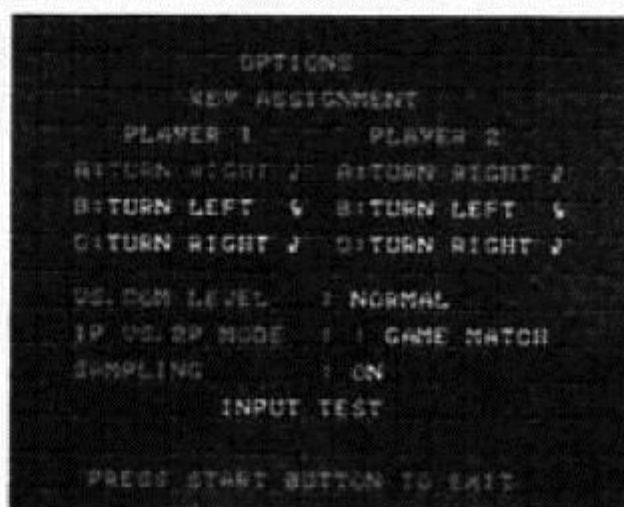 OPTIONS
KEY ASSIGNMENT
PLAYER 1 PLAYER 2
A:TURN RIGHT A:TURN RIGHT
B:TURN LEFT B:TURN LEFT
C:TURN RIGHT C:TURN RIGHT
VS.COM LEVEL : NORMAL
1P VS.2P MODE : 1 GAME MATCH
SAMPLING : ON
INPUT TEST
PRESS START BUTTON TO EXIT